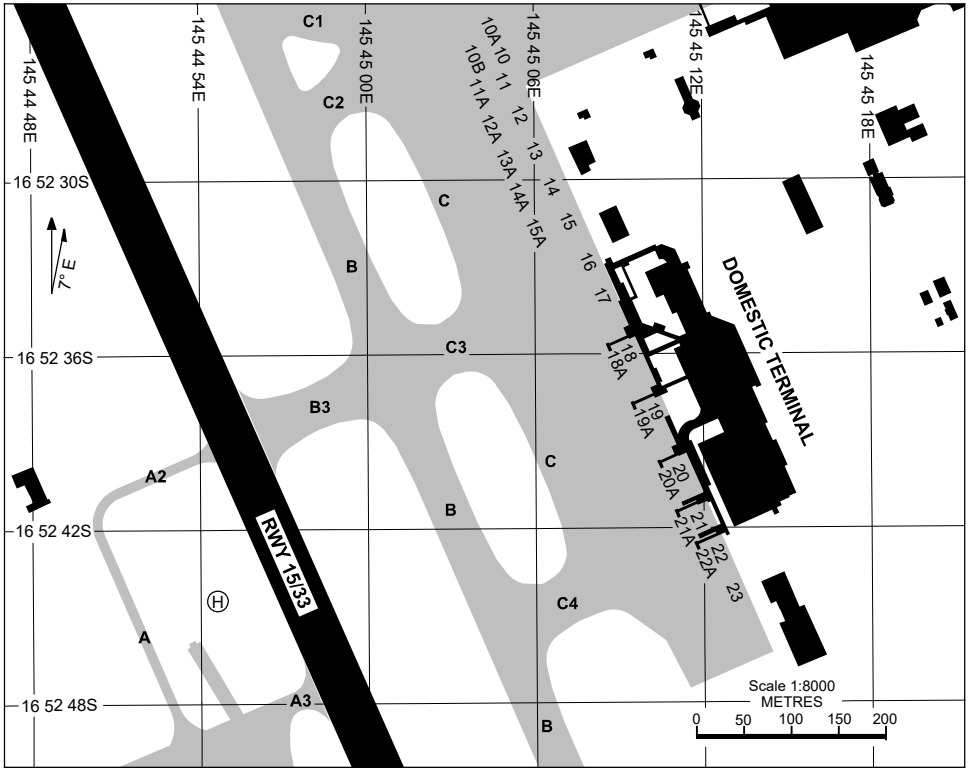 C1
145 44 48E
145 44 54E
145 45 00E
145 45 06E
145 45 12E
145 45 18E
10A
10
10B
11
11A
12
12A
13
13A
14
14A
15
15A
C2
16 52 30S
C
7° E
B
16
17
DOMESTIC TERMINAL
16 52 36S
C3
18
18A
B3
19
19A
A2
C
20
20A
B
16 52 42S
21
21A
22
22A
RWY 15/33
H
C4
23
A
16 52 48S
A3
B
Scale 1:8000
METRES
0 50 100 150 200